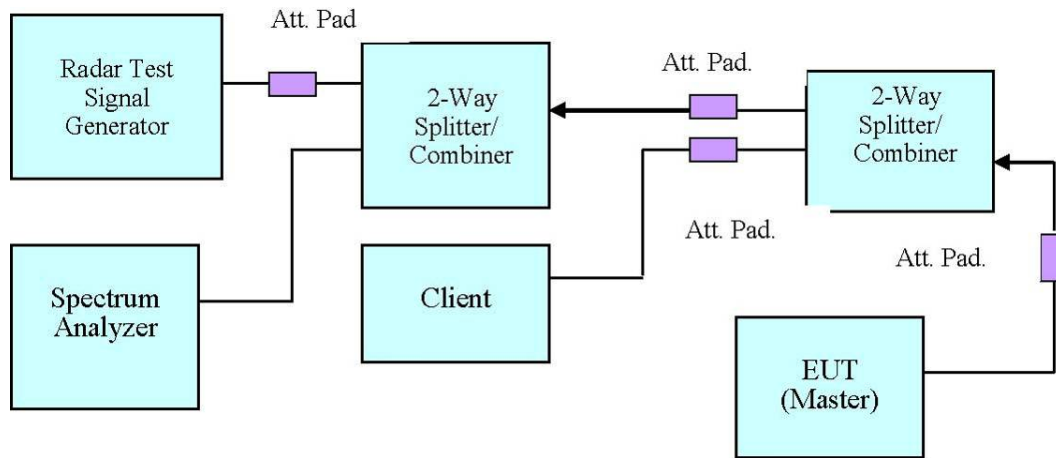 Att. Pad
Radar Test
Signal
Generator
2-Way
Splitter/
Combiner
Att. Pad.
2-Way
Splitter/
Combiner
Att. Pad.
Att. Pad.
Spectrum
Analyzer
Client
EUT
(Master)